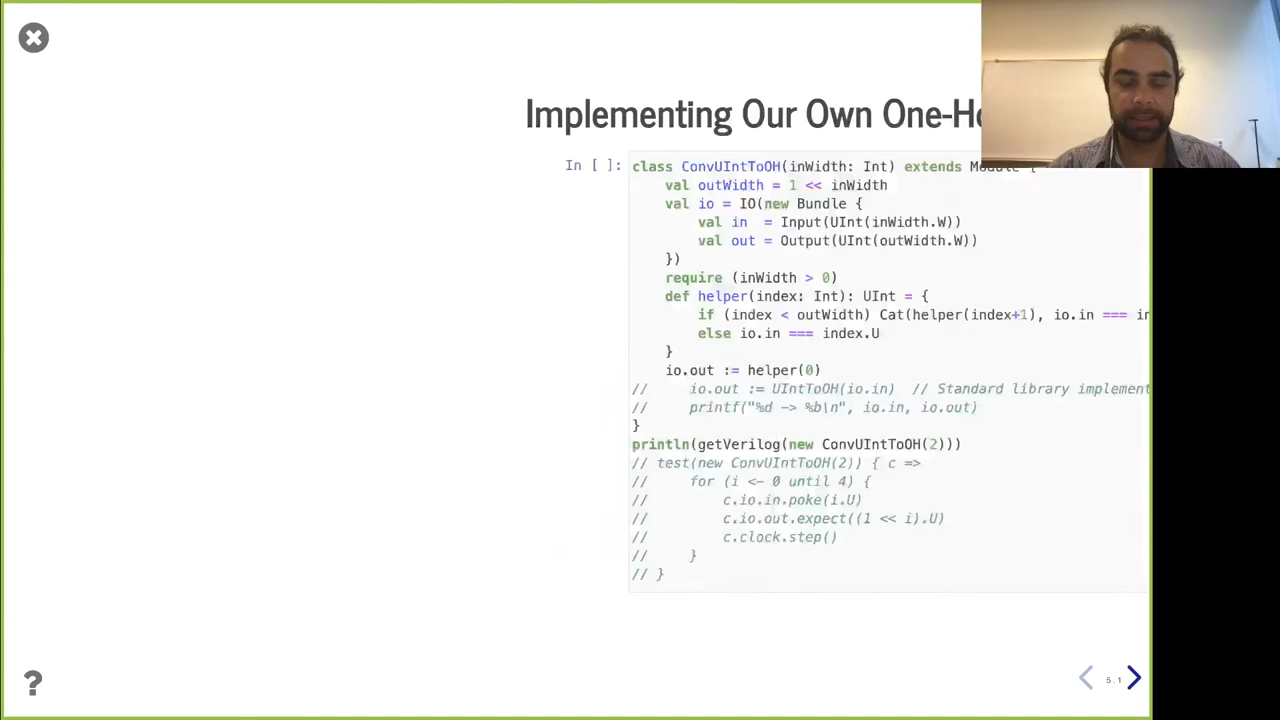 Implementing Our Own One-H
In [ ]:
class ConvUIntToOH(inWidth: Int) extends Module {
val outWidth = 1 << inWidth
val io = IO(new Bundle {
val in = Input(UInt(inWidth.W))
val out = Output(UInt(outWidth.W))
})
require (inWidth > 0)
def helper(index: Int): UInt = {
if (index < outWidth) Cat(helper(index+1), io.in === in
else io.in === index.U
}
io.out := helper(0)
// io.out := UIntToOH(io.in) // Standard library implement
// printf("%d -> %b\n", io.in, io.out)
}
println(getVerilog(new ConvUIntToOH(2)))
// test(new ConvUIntToOH(2)) { c =>
// for (i <- 0 until 4) {
// c.io.in.poke(i.U)
// c.io.out.expect((1 << i).U)
// c.clock.step()
// }
// }
?
5.1